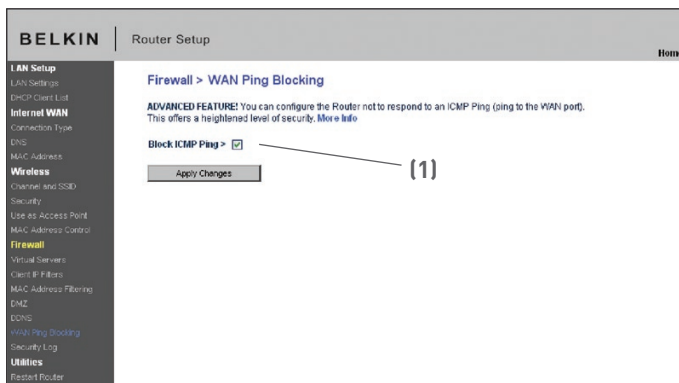 BELKIN
Router Setup
Home
LAN Setup
LAN Settings
DHCP Client List
Internet WAN
Connection Type
DNS
MAC Address
Wireless
Channel and SSID
Security
Use as Access Point
MAC Address Control
Firewall
Virtual Servers
Client IP Filters
MAC Address Filtering
DMZ
DDNS
WAN Ping Blocking
Security Log
Utilities
Restart Router
Firewall > WAN Ping Blocking
ADVANCED FEATURE! You can configure the Router not to respond to an ICMP Ping (ping to the WAN port).
This offers a heightened level of security. More Info
Block ICMP Ping >
(1)
Apply Changes